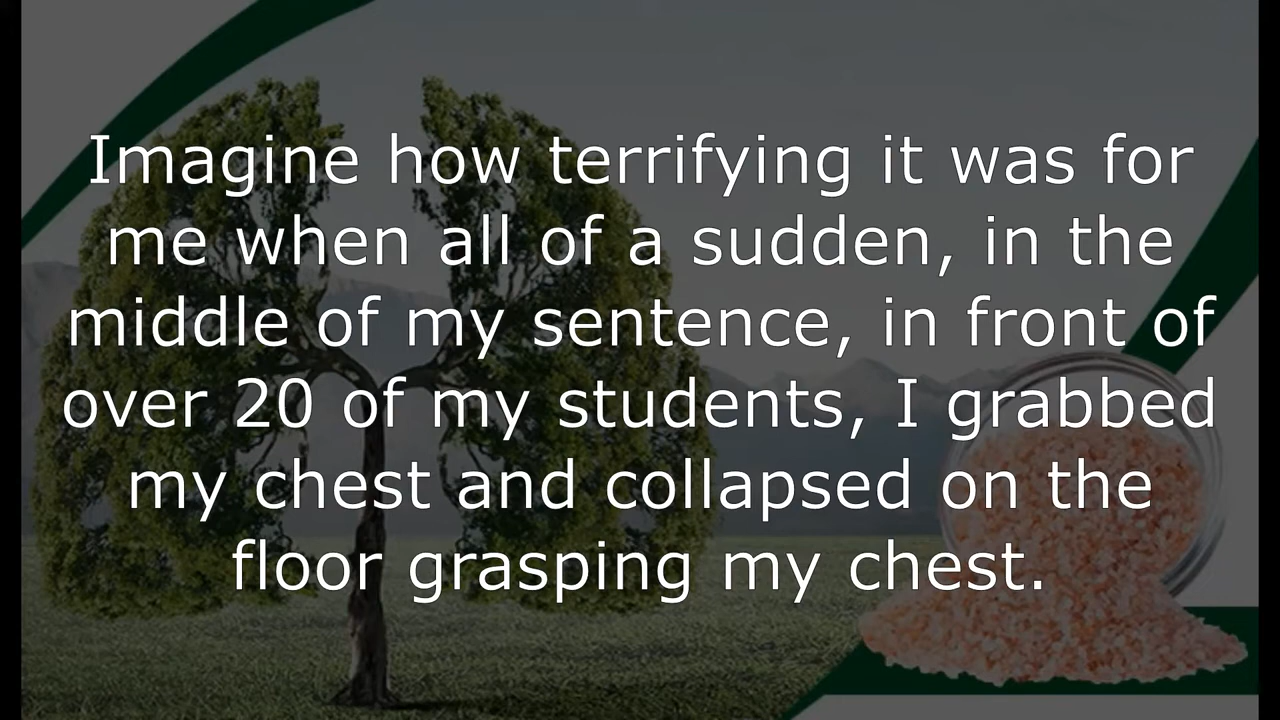 Imagine how terrifying it was for
me when all of a sudden, in the
middle of my sentence, in front of
over 20 of my students, I grabbed
my chest and collapsed on the
floor grasping my chest.